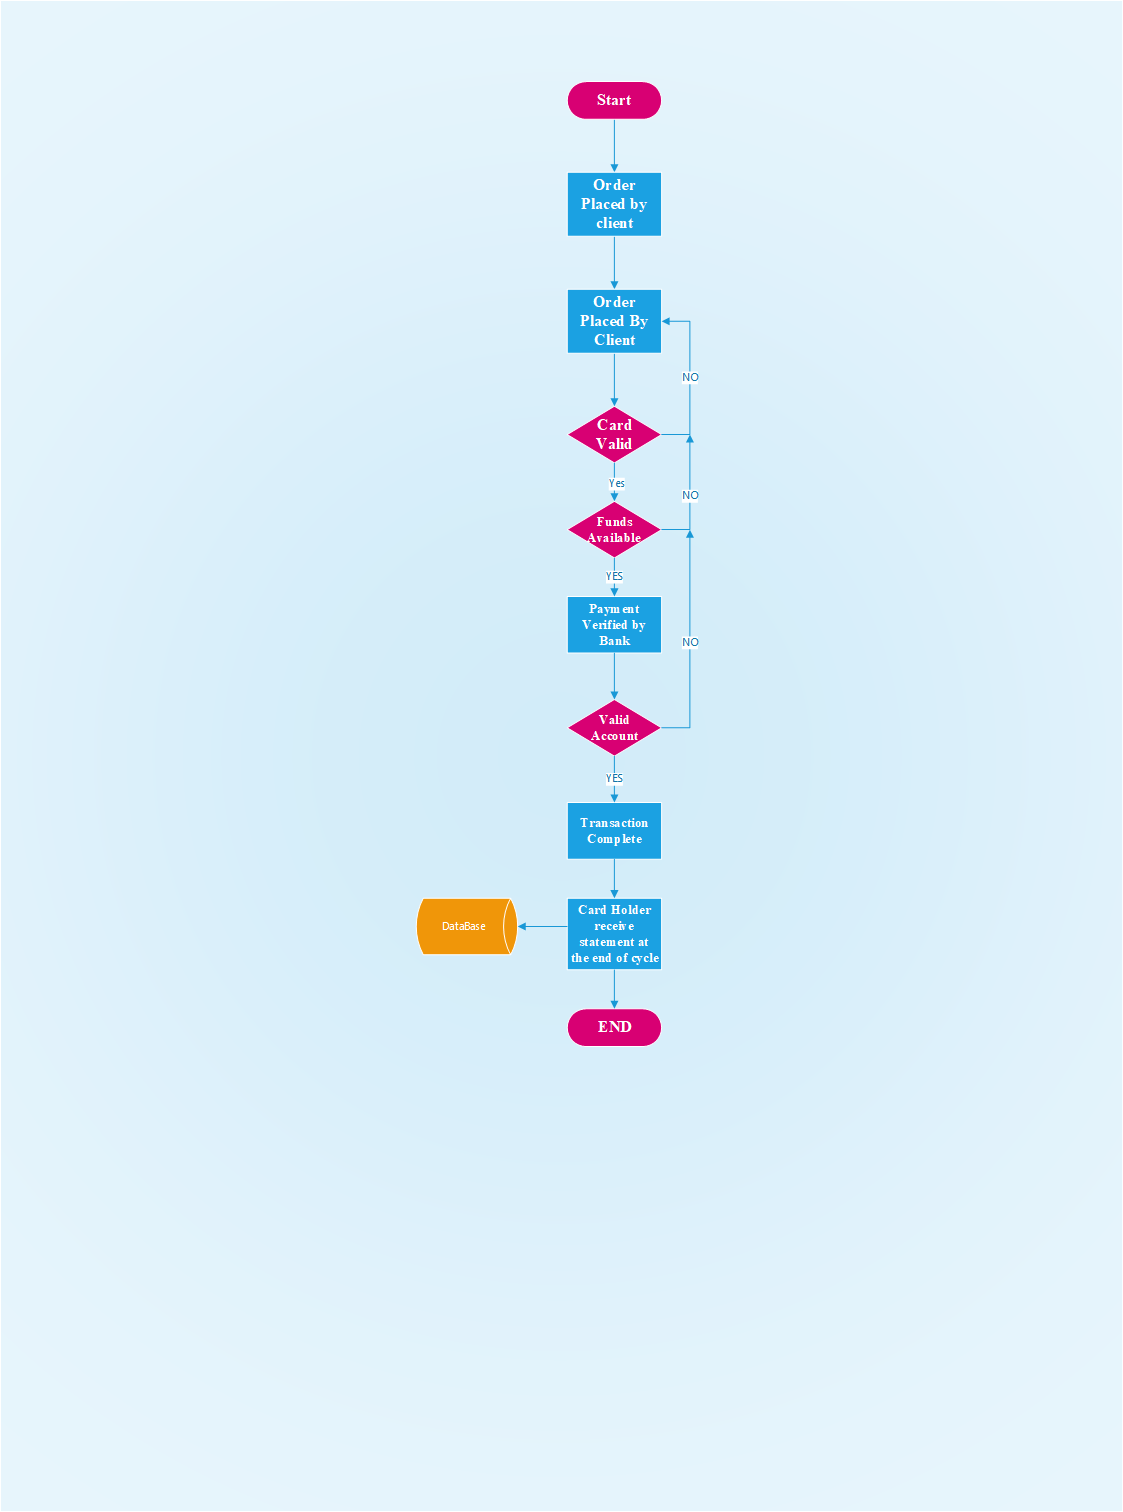 Start
Order
Placed by
client
Order
Placed By
Client
NO
Card
Valid
Yes
NO
Funds
Available
YES
Payment
Verified by
Bank
NO
Valid
Account
YES
Transaction
Complete
Card Holder
receive
statement at
the end of cycle
DataBase
END